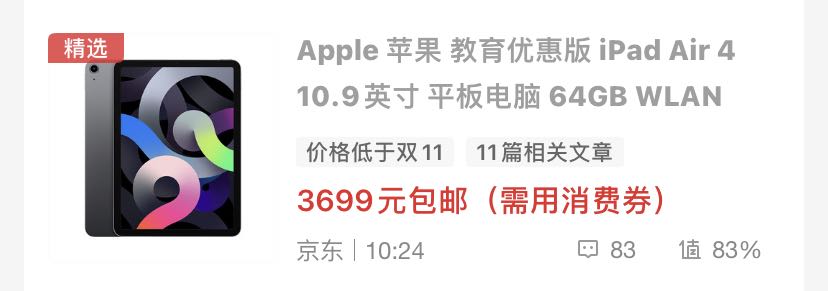 精选
Apple 苹果 教育优惠版 iPad Air 4
10.9英寸 平板电脑 64GB WLAN
价格低于双11 11篇相关文章
3699元包邮（需用消费券）
京东 | 10:24 83 值 83%